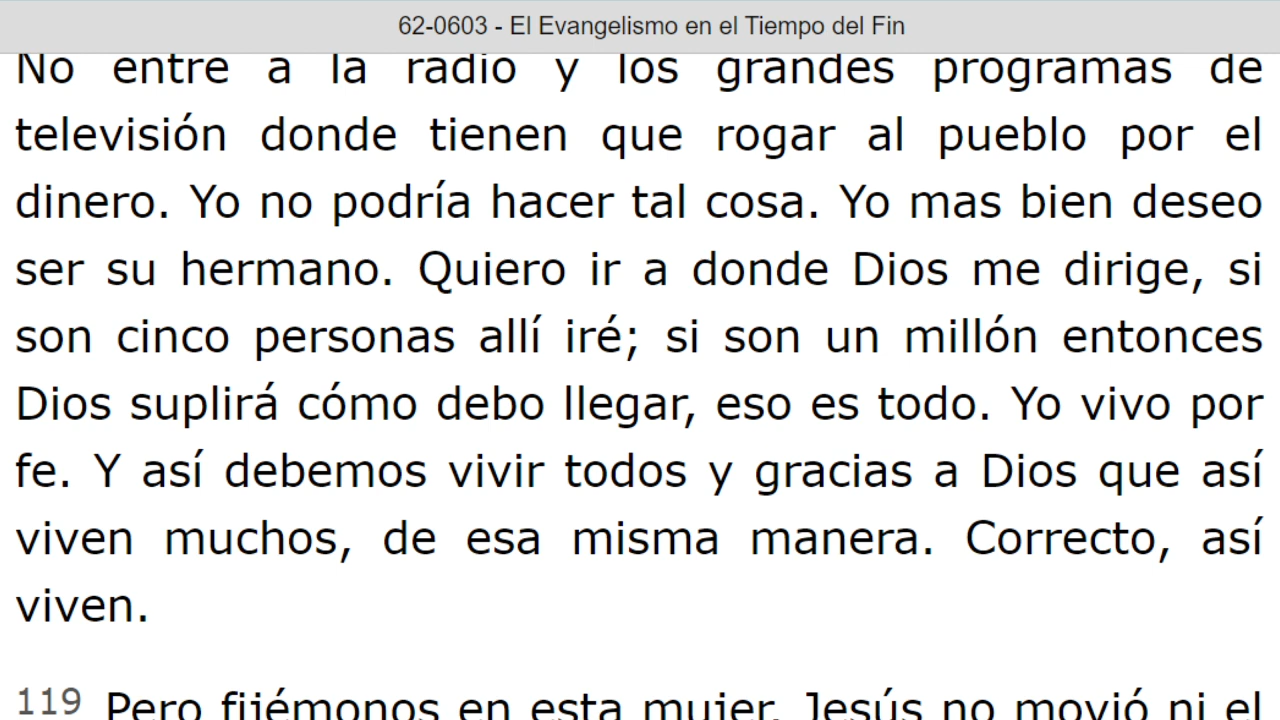 62-0603 - El Evangelismo en el Tiempo del Fin
No entre a la radio y los grandes programas de
televisión donde tienen que rogar al pueblo por el
dinero. Yo no podría hacer tal cosa. Yo mas bien deseo
ser su hermano. Quiero ir a donde Dios me dirige, si
son cinco personas allí iré; si son un millón entonces
Dios suplirá cómo debo llegar, eso es todo. Yo vivo por
fe. Y así debemos vivir todos y gracias a Dios que así
viven muchos, de esa misma manera. Correcto, así
viven.
119 Pero fijémonos en esta mujer. Jesús no movió ni el